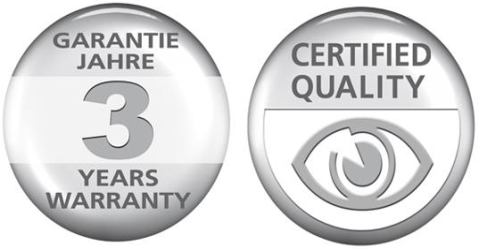 GARANTIE
JAHRE
3
YEARS
WARRANTY
CERTIFIED
QUALITY